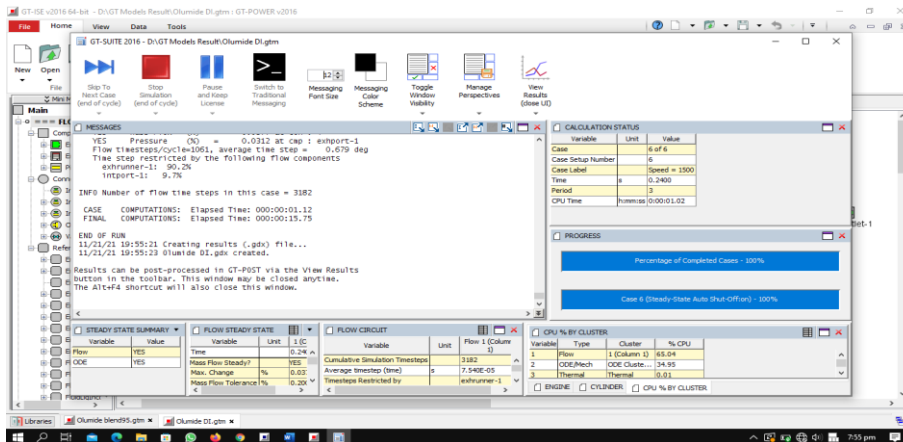 GT-ISE v2016 64-bit - D:\GT Models Result\Olumide DI.gtm : GT-POWER v2016
File Home View Data Tools
GT-SUITE 2016 - D:\GT Models Result\Olumide DI.gtm
New Open
File
Skip To Next Case (end of cycle)
Stop Simulation (end of cycle)
Pause and Keep License
Switch to Traditional Messaging
12
Messaging Font Size
Messaging Color Scheme
Toggle Window Visibility
Manage Perspectives
View Results (close UI)
Main
MESSAGES
YES Pressure (%) = 0.0312 at cmp : exhport-1
Flow timesteps/cycle=1061, average time step = 0.679 deg
Time step restricted by the following flow components
exhrunner-1: 90.2%
intport-1: 9.7%
INFO Number of flow time steps in this case = 3182
CASE COMPUTATIONS: Elapsed Time: 000:00:01.12
FINAL COMPUTATIONS: Elapsed Time: 000:00:15.75
END OF RUN
11/21/21 19:55:21 Creating results (.gdx) file...
11/21/21 19:55:23 Olumide DI.gdx created.
Results can be post-processed in GT-POST via the View Results
button in the toolbar. This window may be closed anytime.
The Alt+F4 shortcut will also close this window.
CALCULATION STATUS
Variable Unit Value
Case 6 of 6
Case Setup Number 6
Case Label Speed = 1500
Time s 0.2400
Period 3
CPU Time h:mm:ss 0:00:01.02
PROGRESS
Percentage of Completed Cases - 100%
Case 6 (Steady-State Auto Shut-Off=on) - 100%
STEADY STATE SUMMARY
Variable Value
Flow YES
ODE YES
FLOW STEADY STATE
Variable Unit 1 (C
Time 0.24
Mass Flow Steady? YES
Max. Change % 0.03
Mass Flow Tolerance % 0.20
FLOW CIRCUIT
Variable Unit Flow 1 (Column 1)
Cumulative Simulation Timesteps 3182
Average timestep (time) s 7.540E-05
Timesteps Restricted by exhrunner-1
CPU % BY CLUSTER
Variable Type Cluster % CPU
1 Flow 1 (Column 1) 65.04
2 ODE/Mech ODE Cluste... 34.95
3 Thermal Thermal 0.01
ENGINE CYLINDER CPU % BY CLUSTER
Libraries Olumide blend95.gtm Olumide DI.gtm
7:55 pm